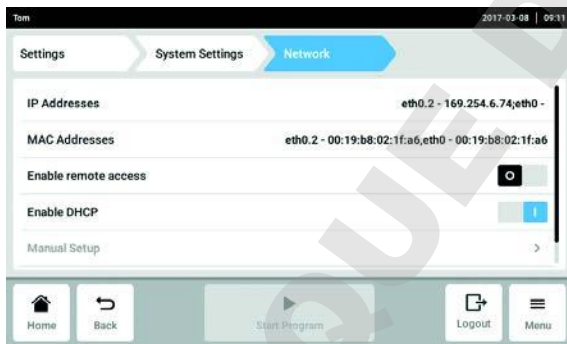 Tom 2017-03-08 | 09:11
Settings System Settings Network
IP Addresses eth0.2 - 169.254.6.74;eth0 -
MAC Addresses eth0.2 - 00:19:b8:02:1f:a6,eth0 - 00:19:b8:02:1f:a6
Enable remote access O
Enable DHCP I
Manual Setup >
Home Back Start Program Logout Menu